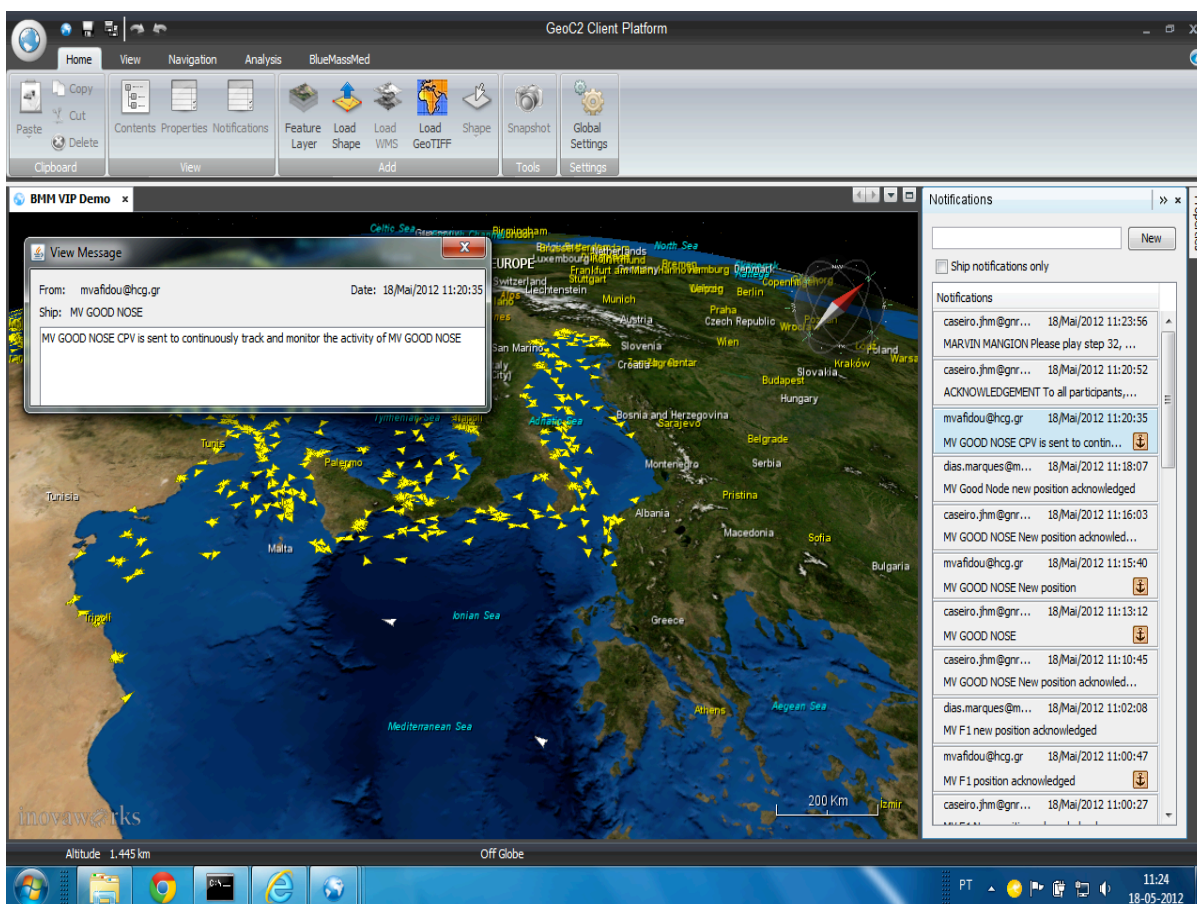 GeoC2 Client Platform
Home View Navigation Analysis BlueMassMed
Copy
Cut
Delete
Paste
Contents Properties Notifications
Feature Layer
Load Shape
Load WMS
Load GeoTIFF
Shape
Snapshot
Global Settings
Clipboard View Add Tools Settings
BMM VIP Demo x
View Message
From: mvafidou@hcg.gr Date: 18/Mai/2012 11:20:35
Ship: MV GOOD NOSE
MV GOOD NOSE CPV is sent to continuously track and monitor the activity of MV GOOD NOSE
Celtic Sea
Birmingham
North Sea
EUROPE
Luxembourg
Bremen
Denmark
Frankfurt am Main
Switzerland
Stuttgart
Liechtenstein
Munich
Leipzig
Berlin
Praha
Czech Republic
Austria
Wien
San Marino
Slovenia
Croatia
Slovakia
Kraków
Poland
Budapest
Hungary
Bosnia and Herzegovina
Sarajevo
Belgrade
Tyrrhenian Sea
Adriatic Sea
Tunis
Palermo
Montenegro
Serbia
Tunisia
Pristina
Albania
Malta
Macedonia
Sofia
Bulgaria
Tripoli
Ionian Sea
Greece
Athens
Aegean Sea
Mediterranean Sea
200 Km
Izmir
inovaworks
Altitude 1.445 km
Off Globe
Notifications
New
Ship notifications only
Notifications
caseiro.jhm@gnr... 18/Mai/2012 11:23:56
MARVIN MANGION Please play step 32, ...
caseiro.jhm@gnr... 18/Mai/2012 11:20:52
ACKNOWLEDGEMENT To all participants,...
mvafidou@hcg.gr 18/Mai/2012 11:20:35
MV GOOD NOSE CPV is sent to contin...
dias.marques@m... 18/Mai/2012 11:18:07
MV Good Node new position acknowledged
caseiro.jhm@gnr... 18/Mai/2012 11:16:03
MV GOOD NOSE New position acknowled...
mvafidou@hcg.gr 18/Mai/2012 11:15:40
MV GOOD NOSE New position
caseiro.jhm@gnr... 18/Mai/2012 11:13:12
MV GOOD NOSE
caseiro.jhm@gnr... 18/Mai/2012 11:10:45
MV GOOD NOSE New position acknowled...
dias.marques@m... 18/Mai/2012 11:02:08
MV F1 new position acknowledged
mvafidou@hcg.gr 18/Mai/2012 11:00:47
MV F1 position acknowledged
caseiro.jhm@gnr... 18/Mai/2012 11:00:27
PT
11:24
18-05-2012